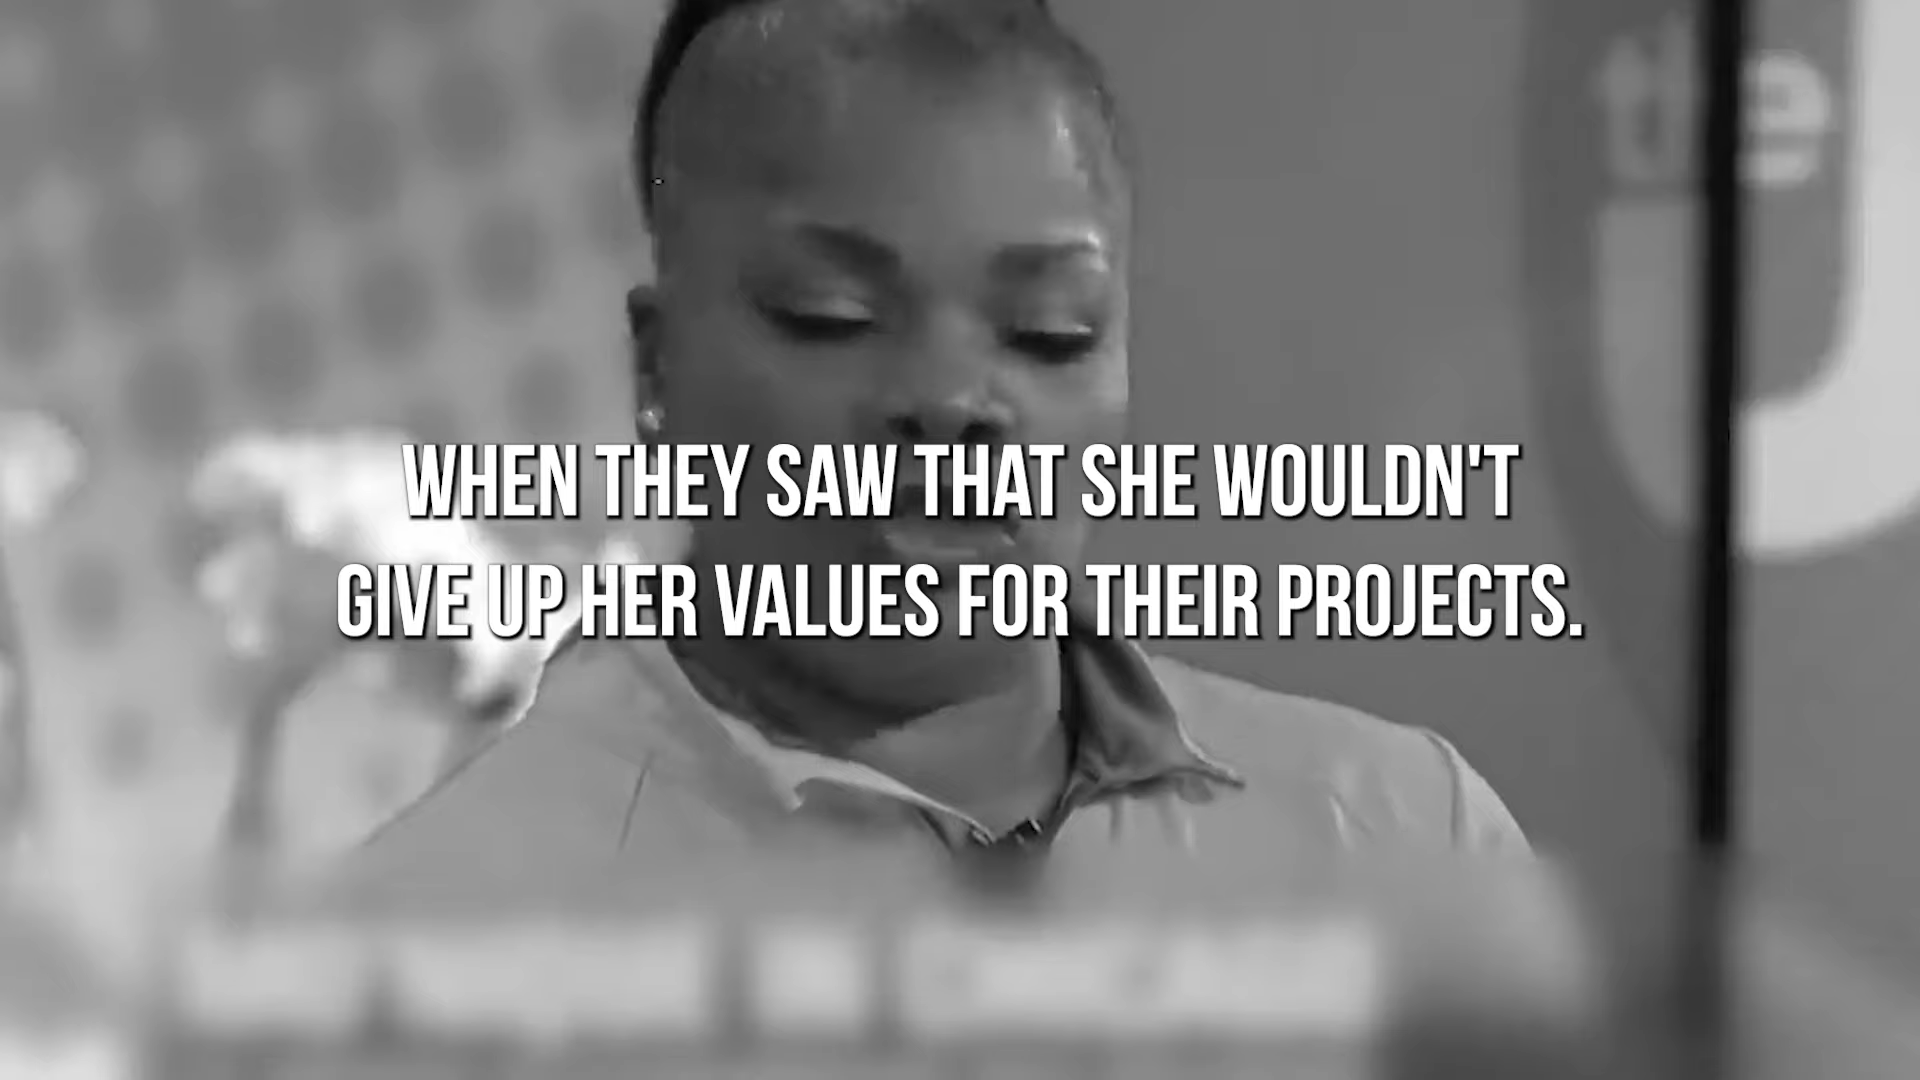 WHEN THEY SAW THAT SHE WOULDN'T
GIVE UP HER VALUES FOR THEIR PROJECTS.